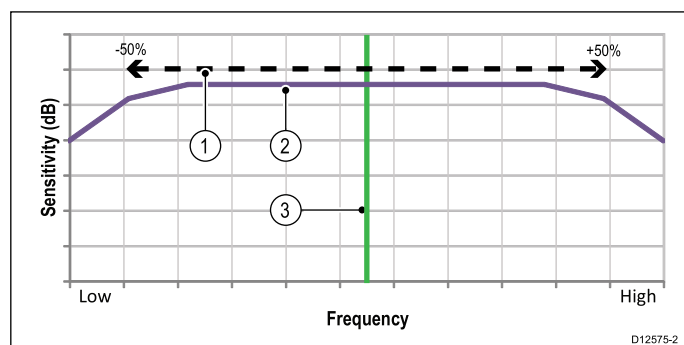 -50%
+50%
1
2
3
Sensitivity (dB)
Low
High
Frequency
D12575-2